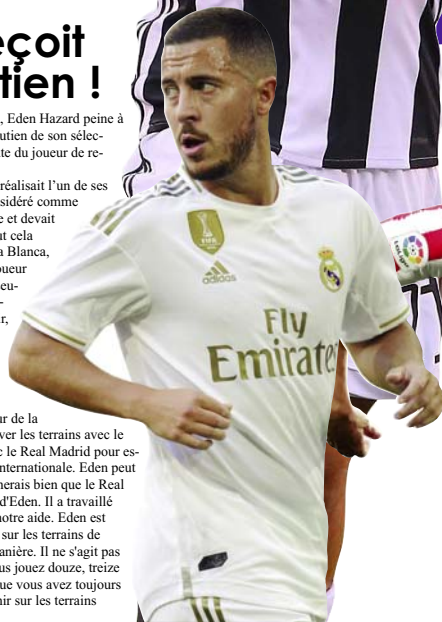 eçoit
tien !
, Eden Hazard peine à
utien de son sélec-
te du joueur de re-
réalisait l'un de ses
sidéré comme
e et devait
t cela
a Blanca,
oueur
eu-
-
r,
ur de la
ver les terrains avec le
c le Real Madrid pour es-
nternationale. Eden peut
nerais bien que le Real
d'Eden. Il a travaillé
notre aide. Eden est
sur les terrains de
anière. Il ne s'agit pas
us jouez douze, treize
ue vous avez toujours
nir sur les terrains
FIFA
adidas
Fly
Emirate
LaLiga